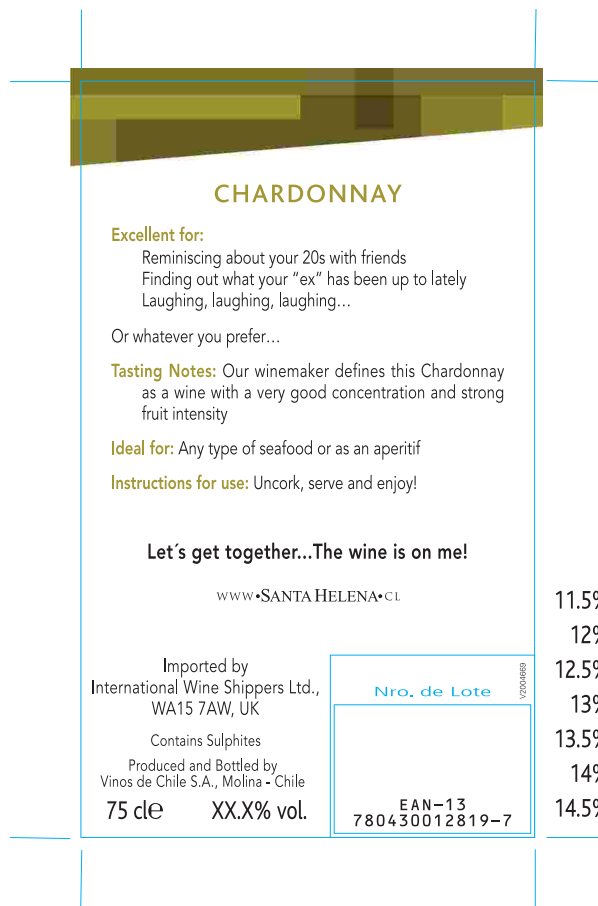 CHARDONNAY
Excellent for:
Reminiscing about your 20s with friends
Finding out what your “ex” has been up to lately
Laughing, laughing, laughing…
Or whatever you prefer…
Tasting Notes: Our winemaker defines this Chardonnay
as a wine with a very good concentration and strong
fruit intensity
Ideal for: Any type of seafood or as an aperitif
Instructions for use: Uncork, serve and enjoy!
Let´s get together...The wine is on me!
WWW•SANTA HELENA•CL
Imported by
International Wine Shippers Ltd.,
WA15 7AW, UK
Contains Sulphites
Produced and Bottled by
Vinos de Chile S.A., Molina - Chile
75 cl℮ XX.X% vol.
Nro. de Lote
V2004669
EAN-13
780430012819-7
11.5%
12%
12.5%
13%
13.5%
14%
14.5%